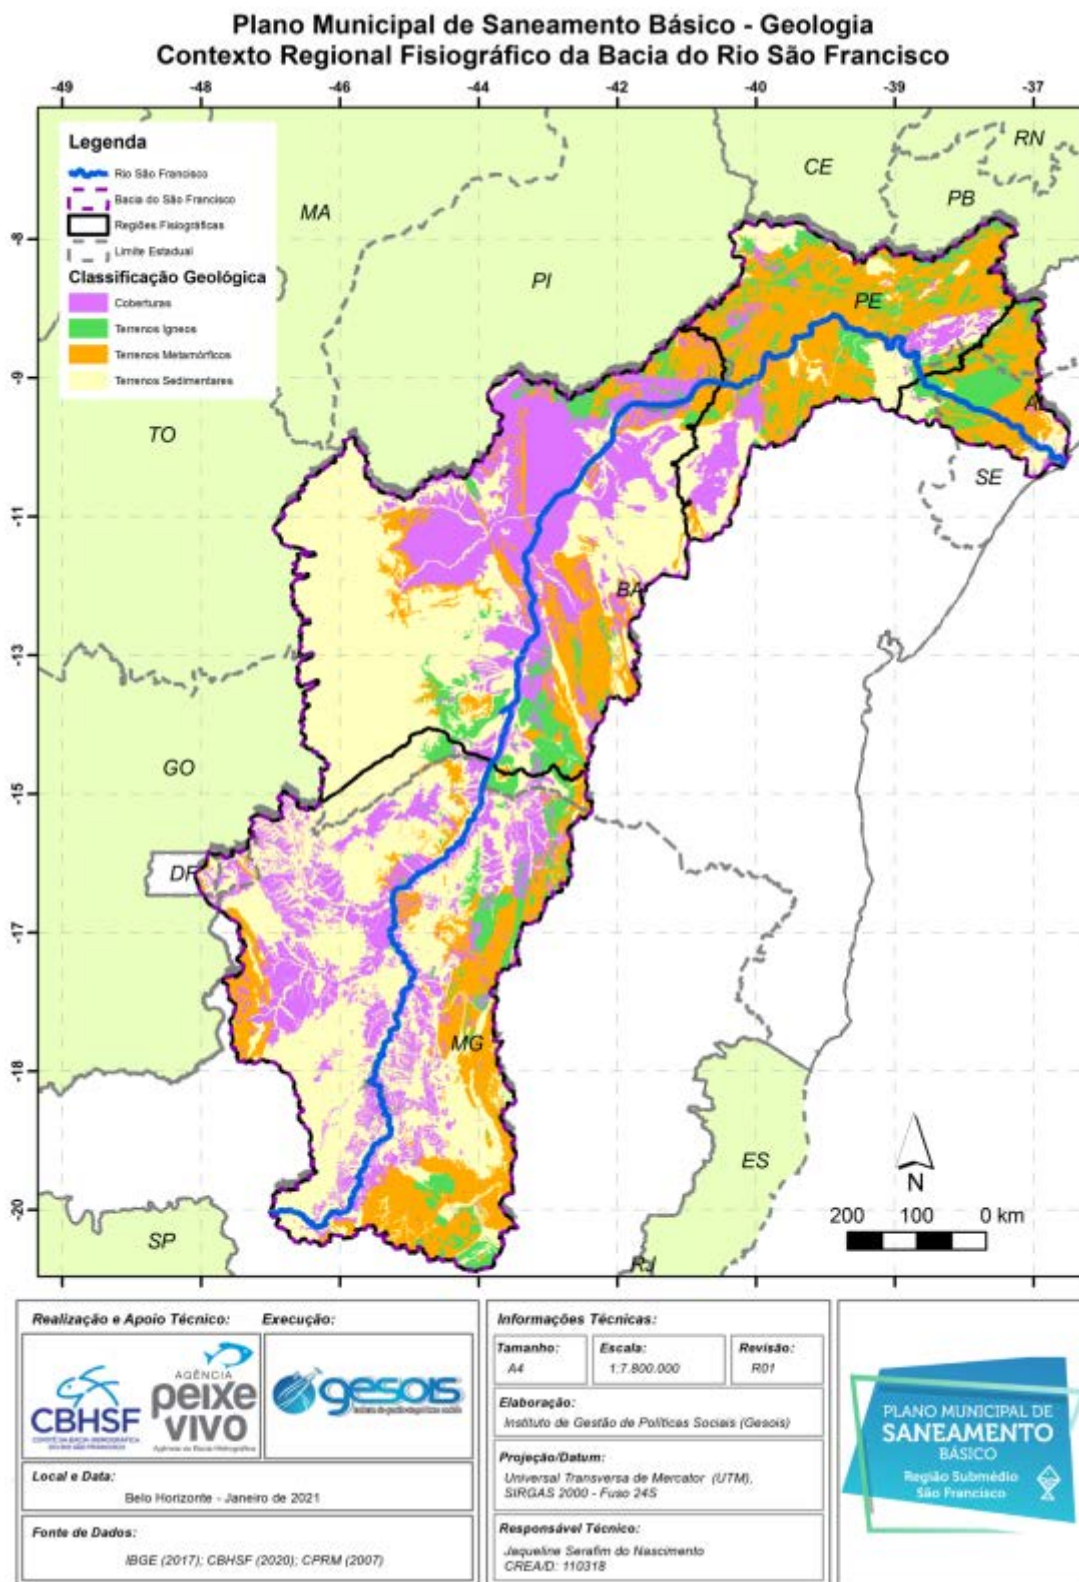 Plano Municipal de Saneamento Básico - Geologia
Contexto Regional Fisiográfico da Bacia do Rio São Francisco
-49 -48 -46 -44 -42 -40 -39 -37
Legenda
Rio São Francisco
Bacia do São Francisco
Regiões Fisiográficas
Limite Estadual
Classificação Geológica
Coberturas
Terrenos Igneos
Terrenos Metamórficos
Terrenos Sedimentares
RN
CE
PB
MA
PI
PE
A
TO
SE
BA
GO
DF
MG
ES
SP
RJ
-8
-9
-11
-13
-15
-17
-18
-20
N
200 100 0 km
Realização e Apoio Técnico: Execução:
CBHSF
AGÊNCIA
peixe
vivo
Agência de Bacia Hidrográfica
gesois
Local e Data:
Belo Horizonte - Janeiro de 2021
Fonte de Dados:
IBGE (2017); CBHSF (2020); CPRM (2007)
Informações Técnicas:
Tamanho: Escala: Revisão:
A4 1:7.800.000 R01
Elaboração:
Instituto de Gestão de Políticas Sociais (Gesois)
Projeção/Datum:
Universal Transversa de Mercator (UTM),
SIRGAS 2000 - Fuso 24S
Responsável Técnico:
Jaqueline Serafim do Nascimento
CREA/D: 110318
PLANO MUNICIPAL DE
SANEAMENTO
BÁSICO
Região Submédio
São Francisco